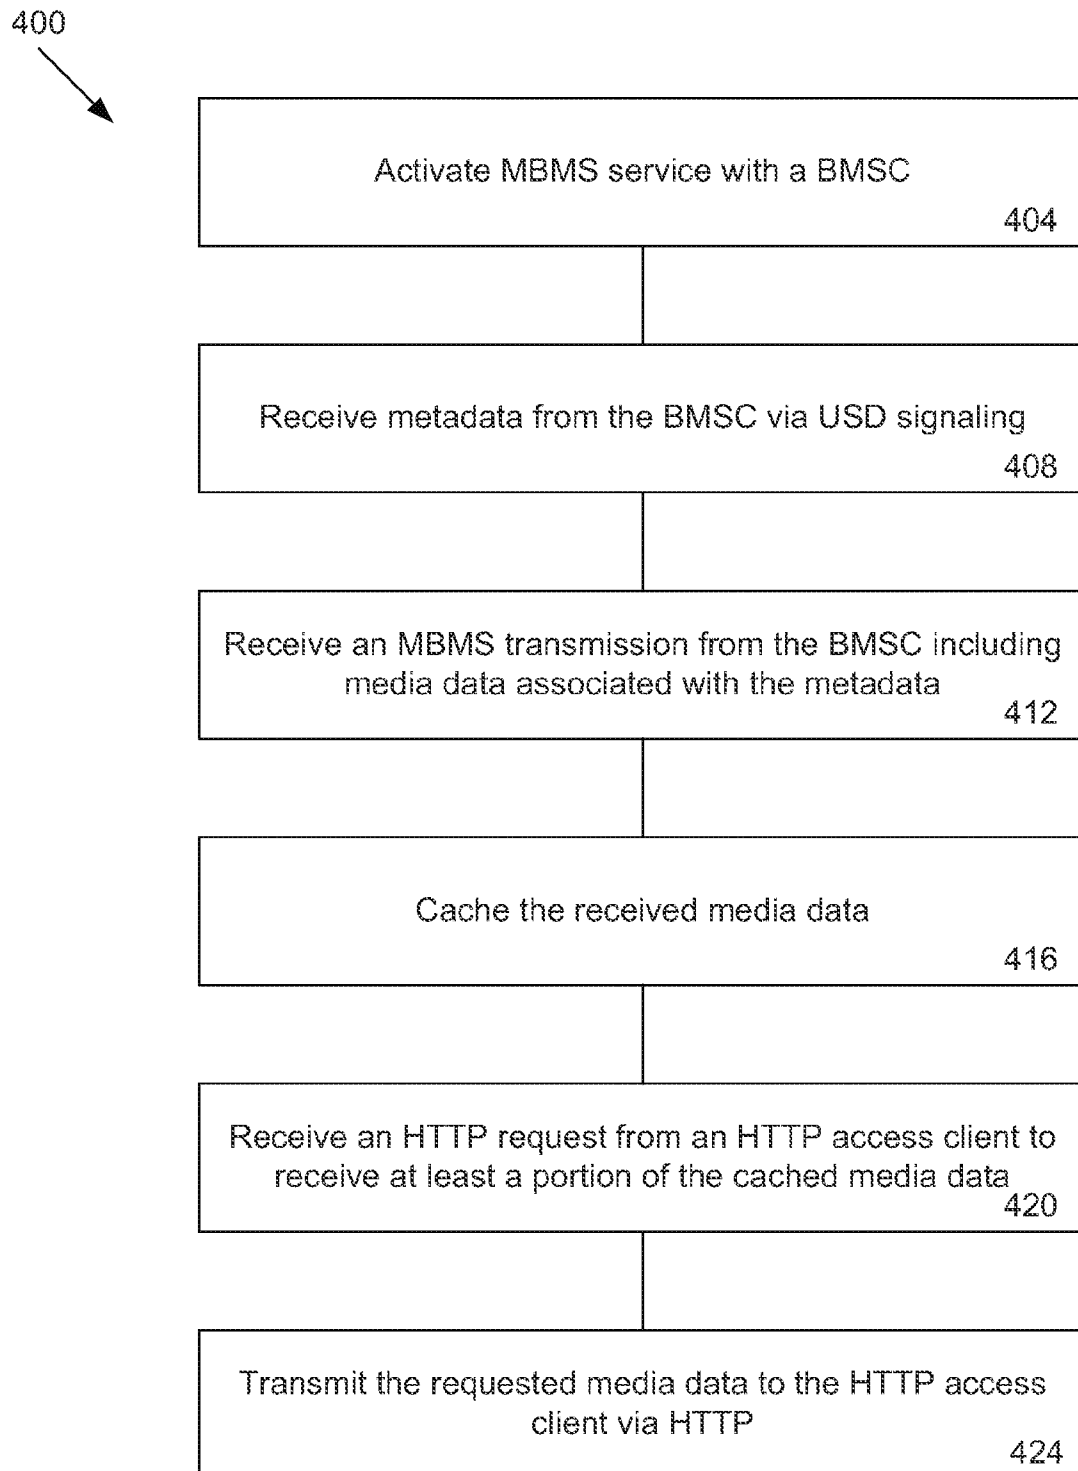 400
Activate MBMS service with a BMSC
404
Receive metadata from the BMSC via USD signaling
408
Receive an MBMS transmission from the BMSC including
media data associated with the metadata
412
Cache the received media data
416
Receive an HTTP request from an HTTP access client to
receive at least a portion of the cached media data
420
Transmit the requested media data to the HTTP access
client via HTTP
424